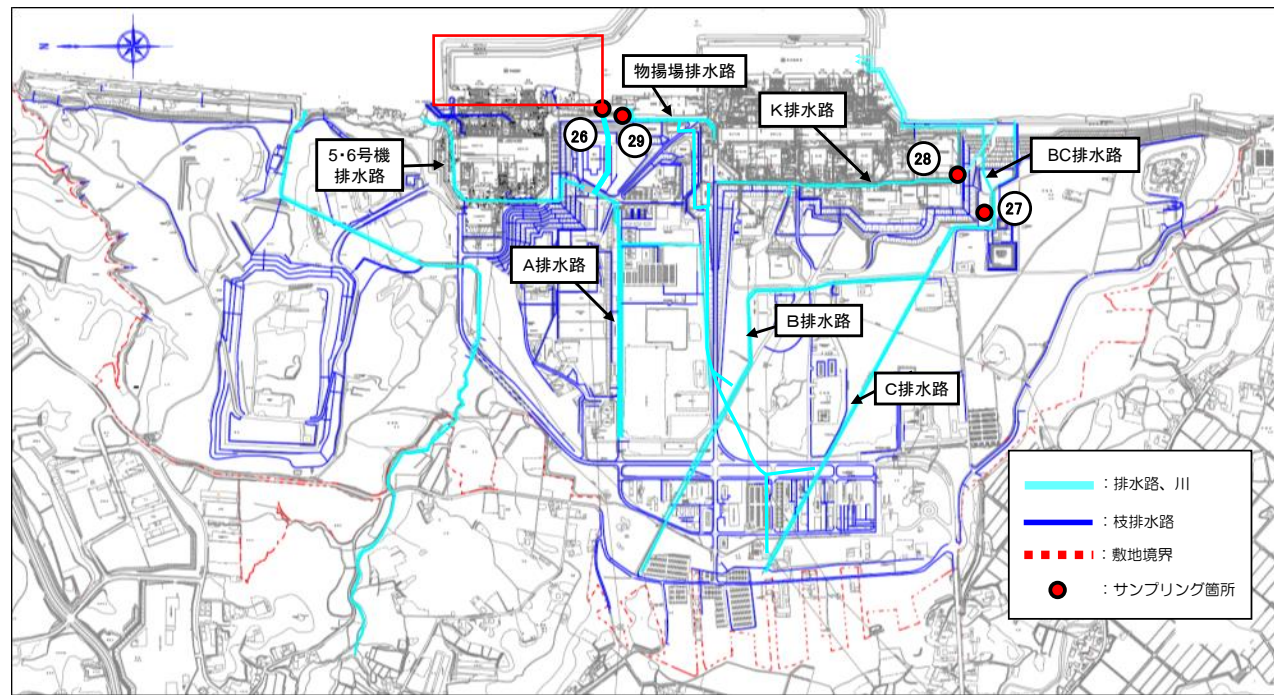 N
物揚場排水路
K排水路
26
29
28
BC排水路
5・6号機
排水路
27
A排水路
B排水路
C排水路
：排水路、川
：枝排水路
：敷地境界
：サンプリング箇所